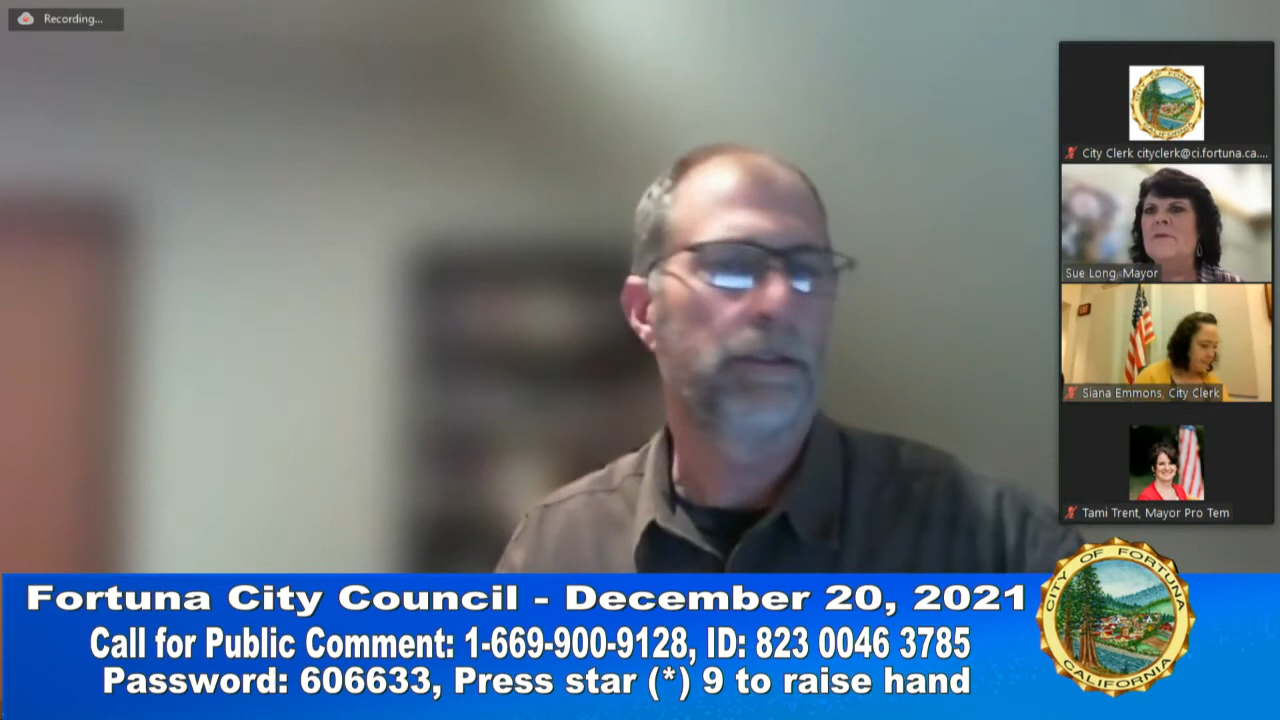 Recording...
City Clerk cityclerk@ci.fortuna.ca....
Sue Long, Mayor
Siana Emmons, City Clerk
Tami Trent, Mayor Pro Tem
Fortuna City Council - December 20, 2021
Call for Public Comment: 1-669-900-9128, ID: 823 0046 3785
Password: 606633, Press star (*) 9 to raise hand
CITY OF FORTUNA
CALIFORNIA